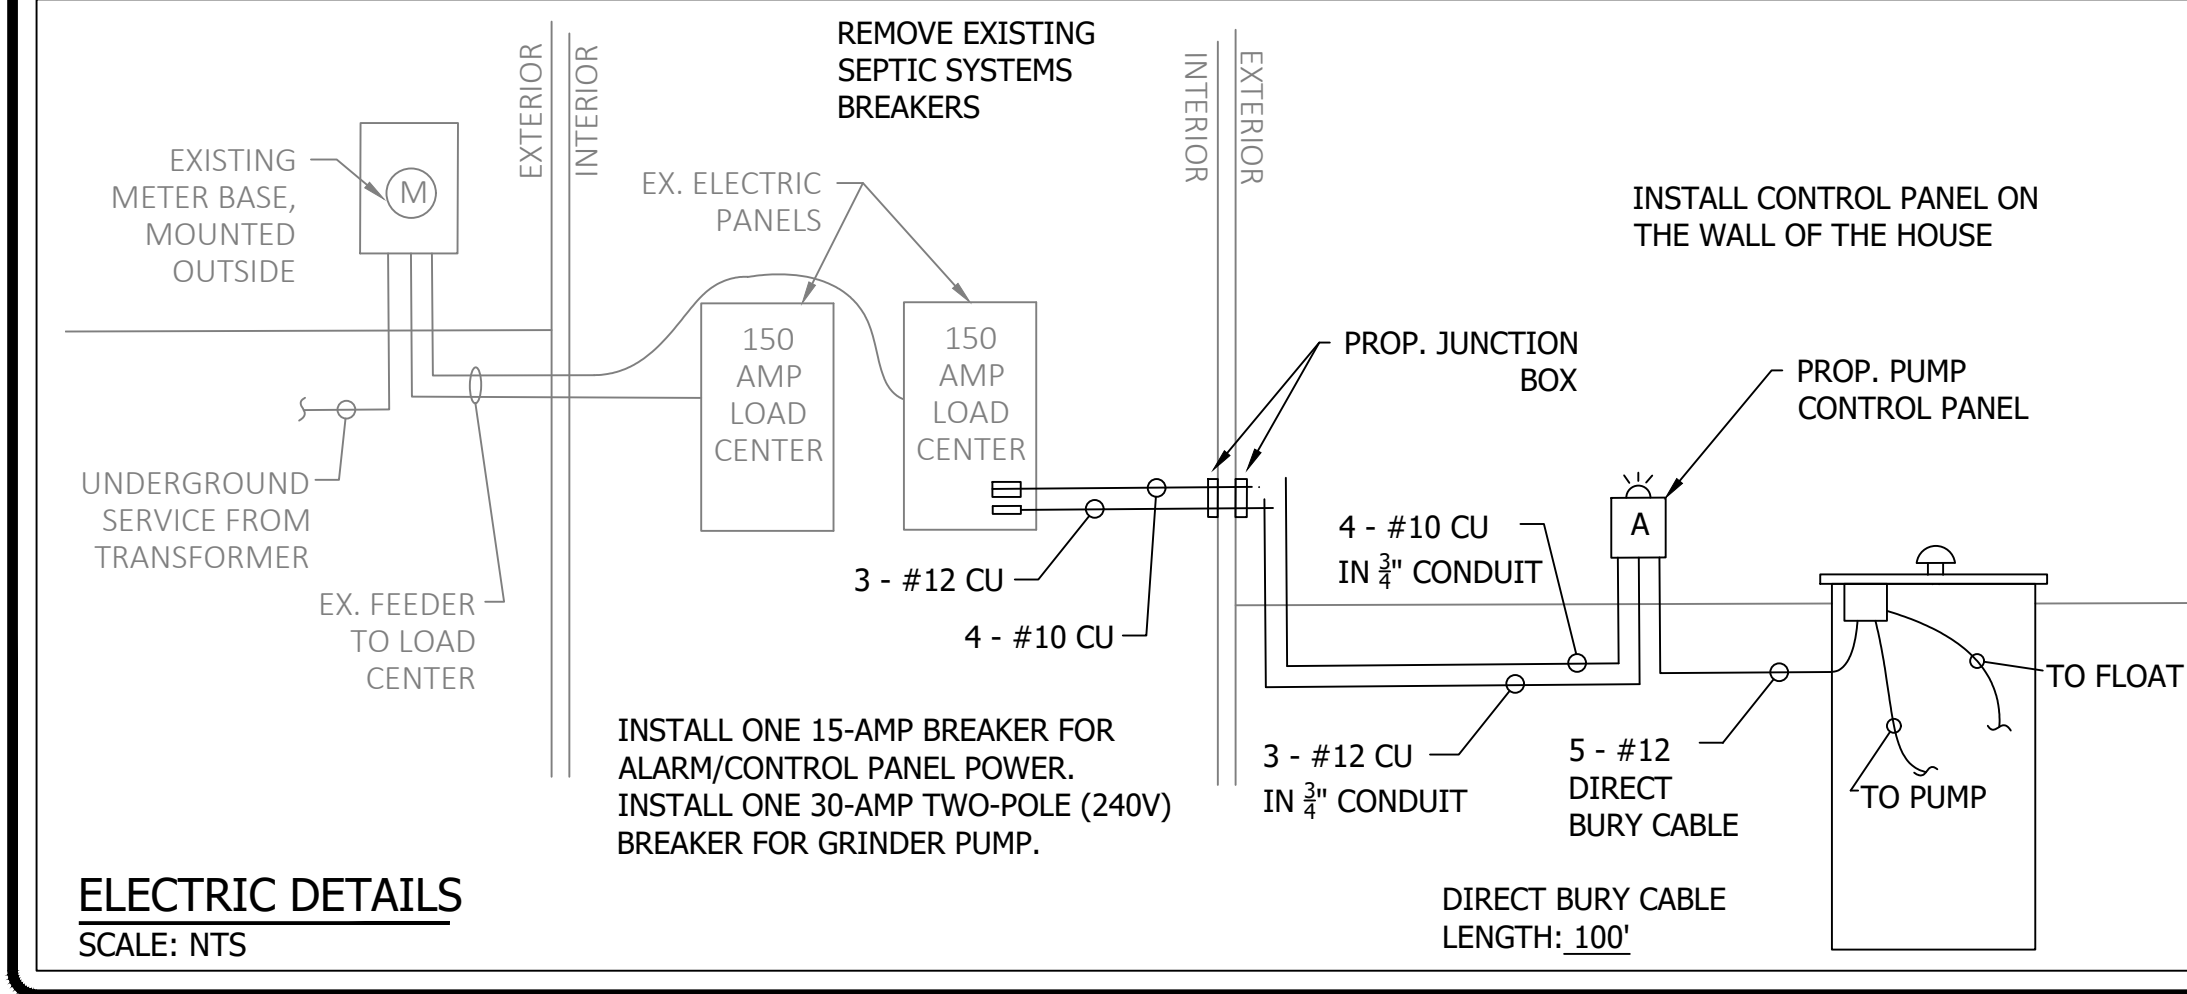 REMOVE EXISTING
SEPTIC SYSTEMS
BREAKERS
EXTERIOR
INTERIOR
INTERIOR
EXTERIOR
EXISTING
METER BASE,
MOUNTED
OUTSIDE
M
EX. ELECTRIC
PANELS
INSTALL CONTROL PANEL ON
THE WALL OF THE HOUSE
150
AMP
LOAD
CENTER
150
AMP
LOAD
CENTER
PROP. JUNCTION
BOX
PROP. PUMP
CONTROL PANEL
UNDERGROUND
SERVICE FROM
TRANSFORMER
EX. FEEDER
TO LOAD
CENTER
3 - #12 CU
4 - #10 CU
4 - #10 CU
IN 3/4" CONDUIT
A
TO FLOAT
TO PUMP
3 - #12 CU
IN 3/4" CONDUIT
5 - #12
DIRECT
BURY CABLE
INSTALL ONE 15-AMP BREAKER FOR
ALARM/CONTROL PANEL POWER.
INSTALL ONE 30-AMP TWO-POLE (240V)
BREAKER FOR GRINDER PUMP.
DIRECT BURY CABLE
LENGTH: 100'
ELECTRIC DETAILS
SCALE: NTS